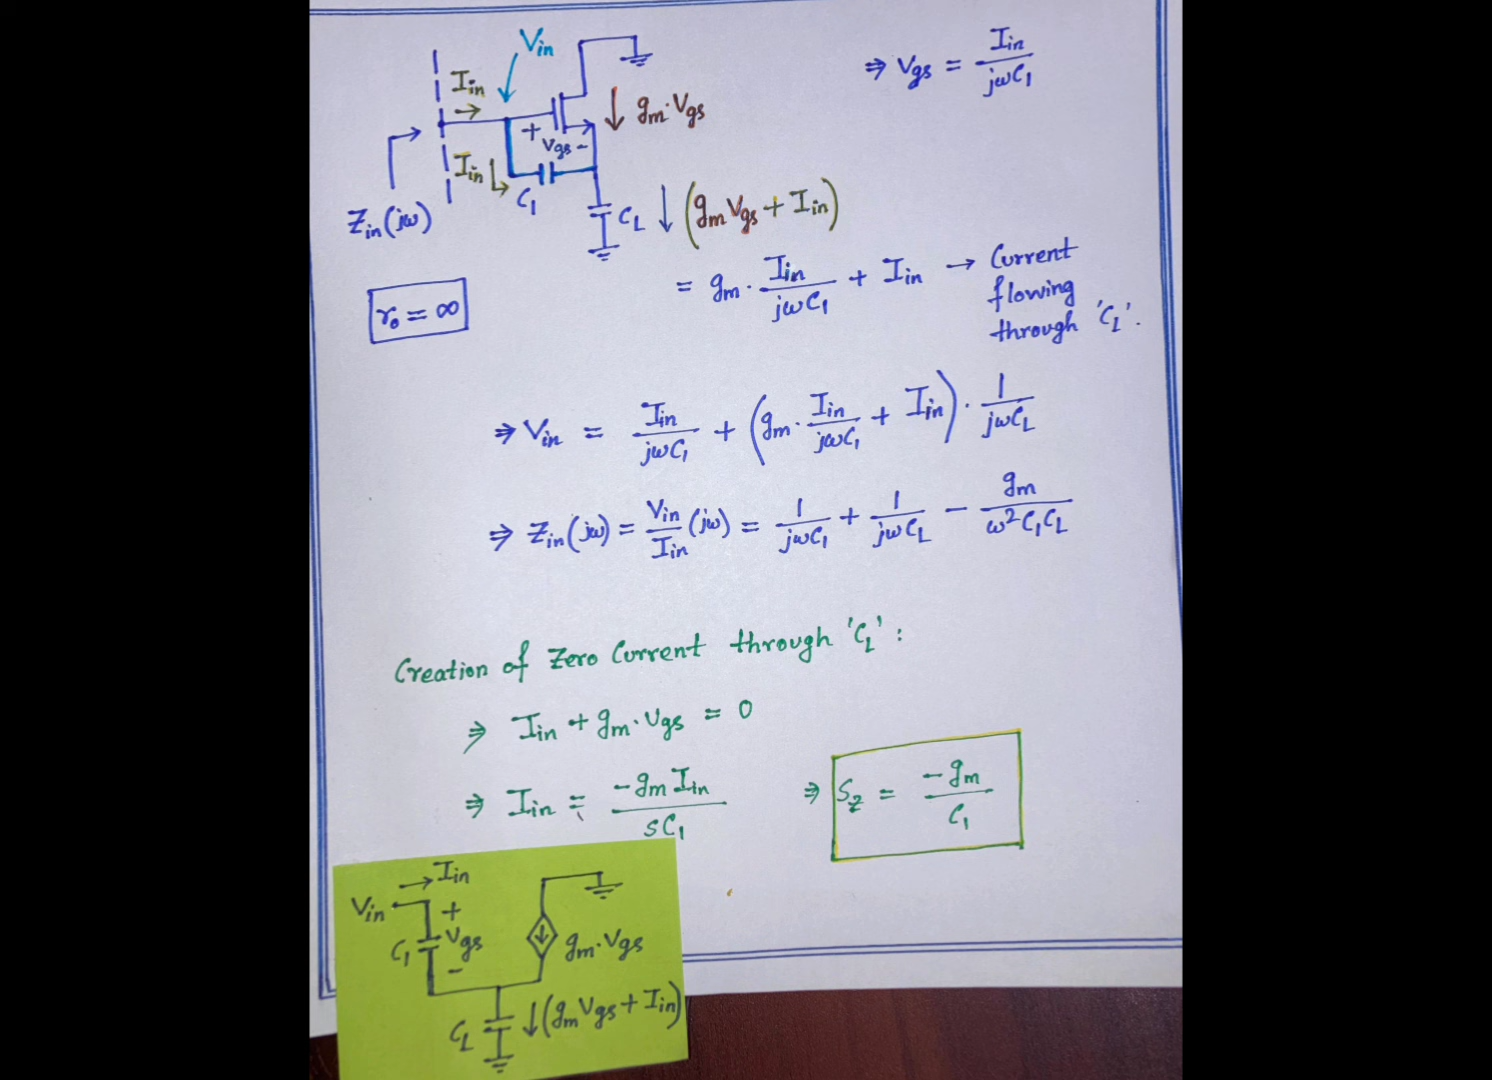 Vin
Iin
+ Vgs -
gm·Vgs
⇒ Vgs = Iin / jωC1
Iin
C1
Zin(jω)
CL ↓ (gmVgs + Iin)
= gm · Iin / jωC1 + Iin → Current flowing through 'CL'.
r0 = ∞
⇒ Vin = Iin / jωC1 + (gm · Iin / jωC1 + Iin) · 1 / jωCL
⇒ Zin(jω) = Vin / Iin (jω) = 1 / jωC1 + 1 / jωCL - gm / ω²C1CL
Creation of Zero Current through 'CL' :
⇒ Iin + gm·Vgs = 0
⇒ Iin = -gm Iin / sC1
⇒ Sz = -gm / C1
→ Iin
Vin
+
C1 Vgs
-
gm·Vgs
CL ↓ (gmVgs + Iin)